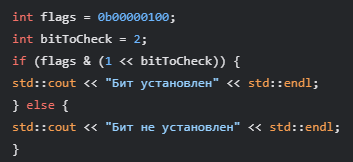 int flags = 0b00000100;
int bitToCheck = 2;
if (flags & (1 << bitToCheck)) {
std::cout << "Бит установлен" << std::endl;
} else {
std::cout << "Бит не установлен" << std::endl;
}